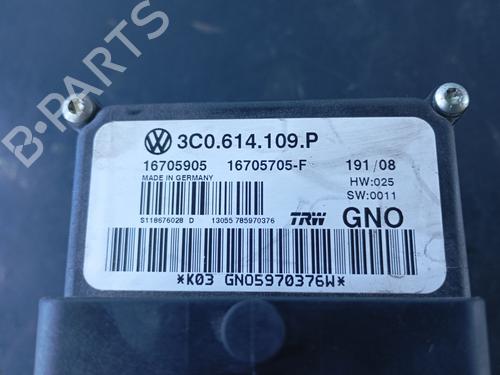 B-PARTS
3C0.614.109.P
16705905 16705705-F 191/08
MADE IN GERMANY HW:025
SW:0011
S118676028 D 13055 785970376 TRW GNO
*K03 GNO5970376W*